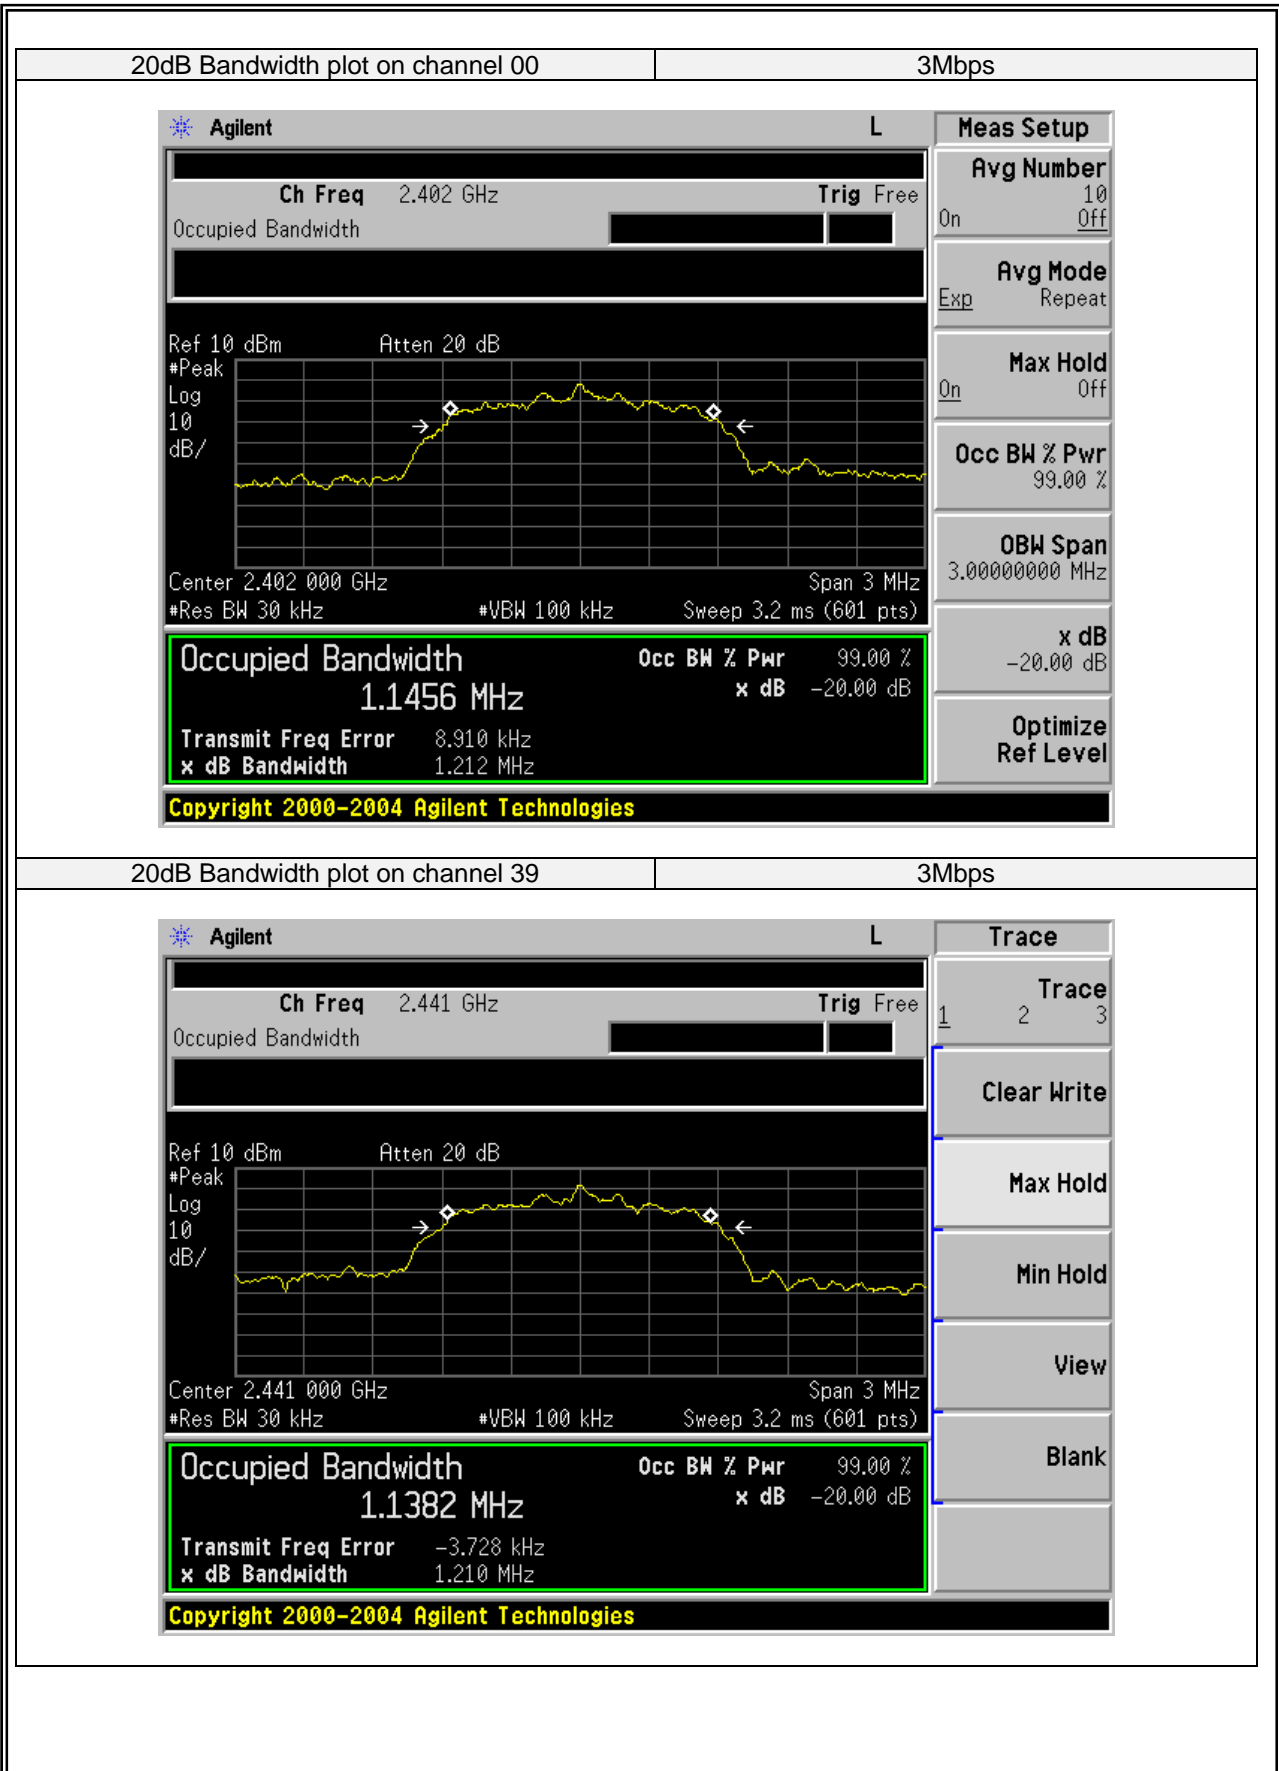 20dB Bandwidth plot on channel 00 3Mbps
Agilent L Meas Setup
Ch Freq 2.402 GHz Trig Free
Occupied Bandwidth
Avg Number
10
On Off
Avg Mode
Exp Repeat
Max Hold
On Off
Occ BW % Pwr
99.00 %
OBW Span
3.00000000 MHz
x dB
-20.00 dB
Optimize
Ref Level
Ref 10 dBm Atten 20 dB
#Peak
Log
10
dB/
Center 2.402 000 GHz Span 3 MHz
#Res BW 30 kHz #VBW 100 kHz Sweep 3.2 ms (601 pts)
Occupied Bandwidth Occ BW % Pwr 99.00 %
1.1456 MHz x dB -20.00 dB
Transmit Freq Error 8.910 kHz
x dB Bandwidth 1.212 MHz
Copyright 2000-2004 Agilent Technologies
20dB Bandwidth plot on channel 39 3Mbps
Agilent L Trace
Ch Freq 2.441 GHz Trig Free
Occupied Bandwidth
Trace
1 2 3
Clear Write
Max Hold
Min Hold
View
Blank
Ref 10 dBm Atten 20 dB
#Peak
Log
10
dB/
Center 2.441 000 GHz Span 3 MHz
#Res BW 30 kHz #VBW 100 kHz Sweep 3.2 ms (601 pts)
Occupied Bandwidth Occ BW % Pwr 99.00 %
1.1382 MHz x dB -20.00 dB
Transmit Freq Error -3.728 kHz
x dB Bandwidth 1.210 MHz
Copyright 2000-2004 Agilent Technologies